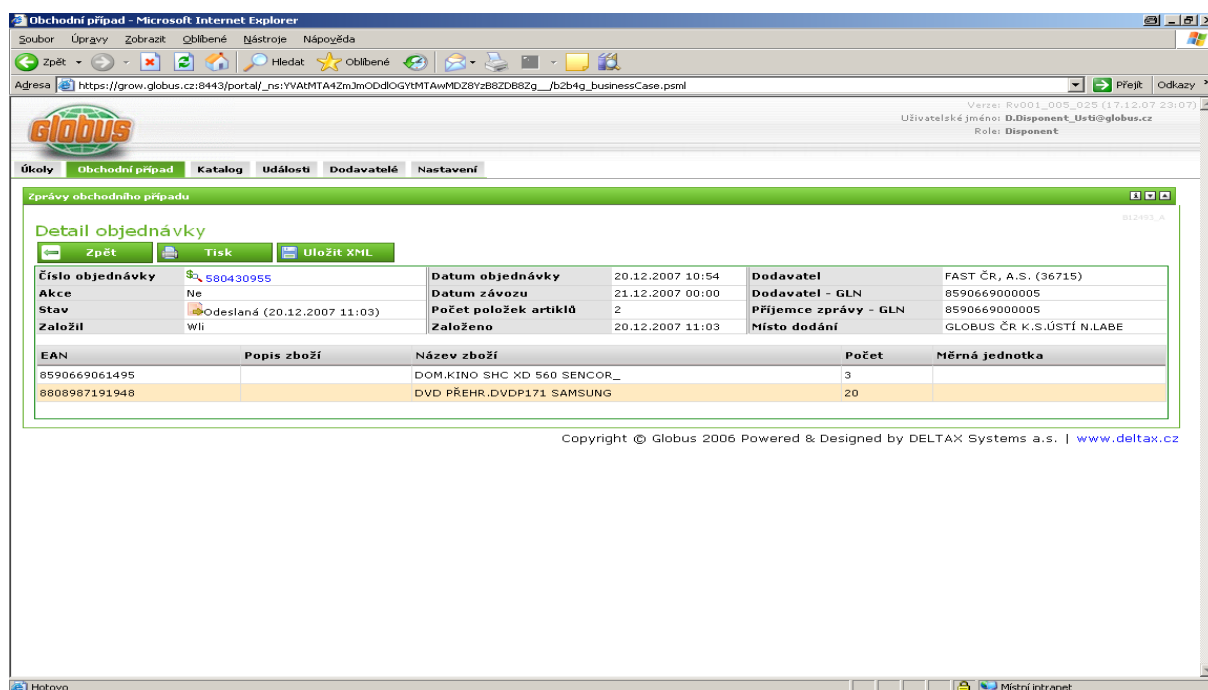 Obchodní případ - Microsoft Internet Explorer
Soubor Úpravy Zobrazit Oblíbené Nástroje Nápověda
Zpět Hledat Oblíbené
Adresa https://grow.globus.cz:8443/portal/_ns:YVAtMTA4ZmJmODdlOGYtMTAwMDZ8YzB8ZDB8Zg__/b2b4g_businessCase.psml Přejít Odkazy
Verze: Rv001_005_025 (17.12.07 23:07)
globus
Uživatelské jméno: D.Disponent_Usti@globus.cz
Role: Disponent
Úkoly Obchodní případ Katalog Události Dodavatelé Nastavení
Zprávy obchodního případu
B12493_A
Detail objednávky
Zpět Tisk Uložit XML
Číslo objednávky 580430955 Datum objednávky 20.12.2007 10:54 Dodavatel FAST ČR, A.S. (36715)
Akce Ne Datum závozu 21.12.2007 00:00 Dodavatel - GLN 8590669000005
Stav Odeslaná (20.12.2007 11:03) Počet položek artiklů 2 Příjemce zprávy - GLN 8590669000005
Založil Wli Založeno 20.12.2007 11:03 Místo dodání GLOBUS ČR K.S.ÚSTÍ N.LABE
EAN Popis zboží Název zboží Počet Měrná jednotka
8590669061495 DOM.KINO SHC XD 560 SENCOR_ 3
8808987191948 DVD PŘEHR.DVDP171 SAMSUNG 20
Copyright © Globus 2006 Powered & Designed by DELTAX Systems a.s. | www.deltax.cz
Hotovo Místní intranet